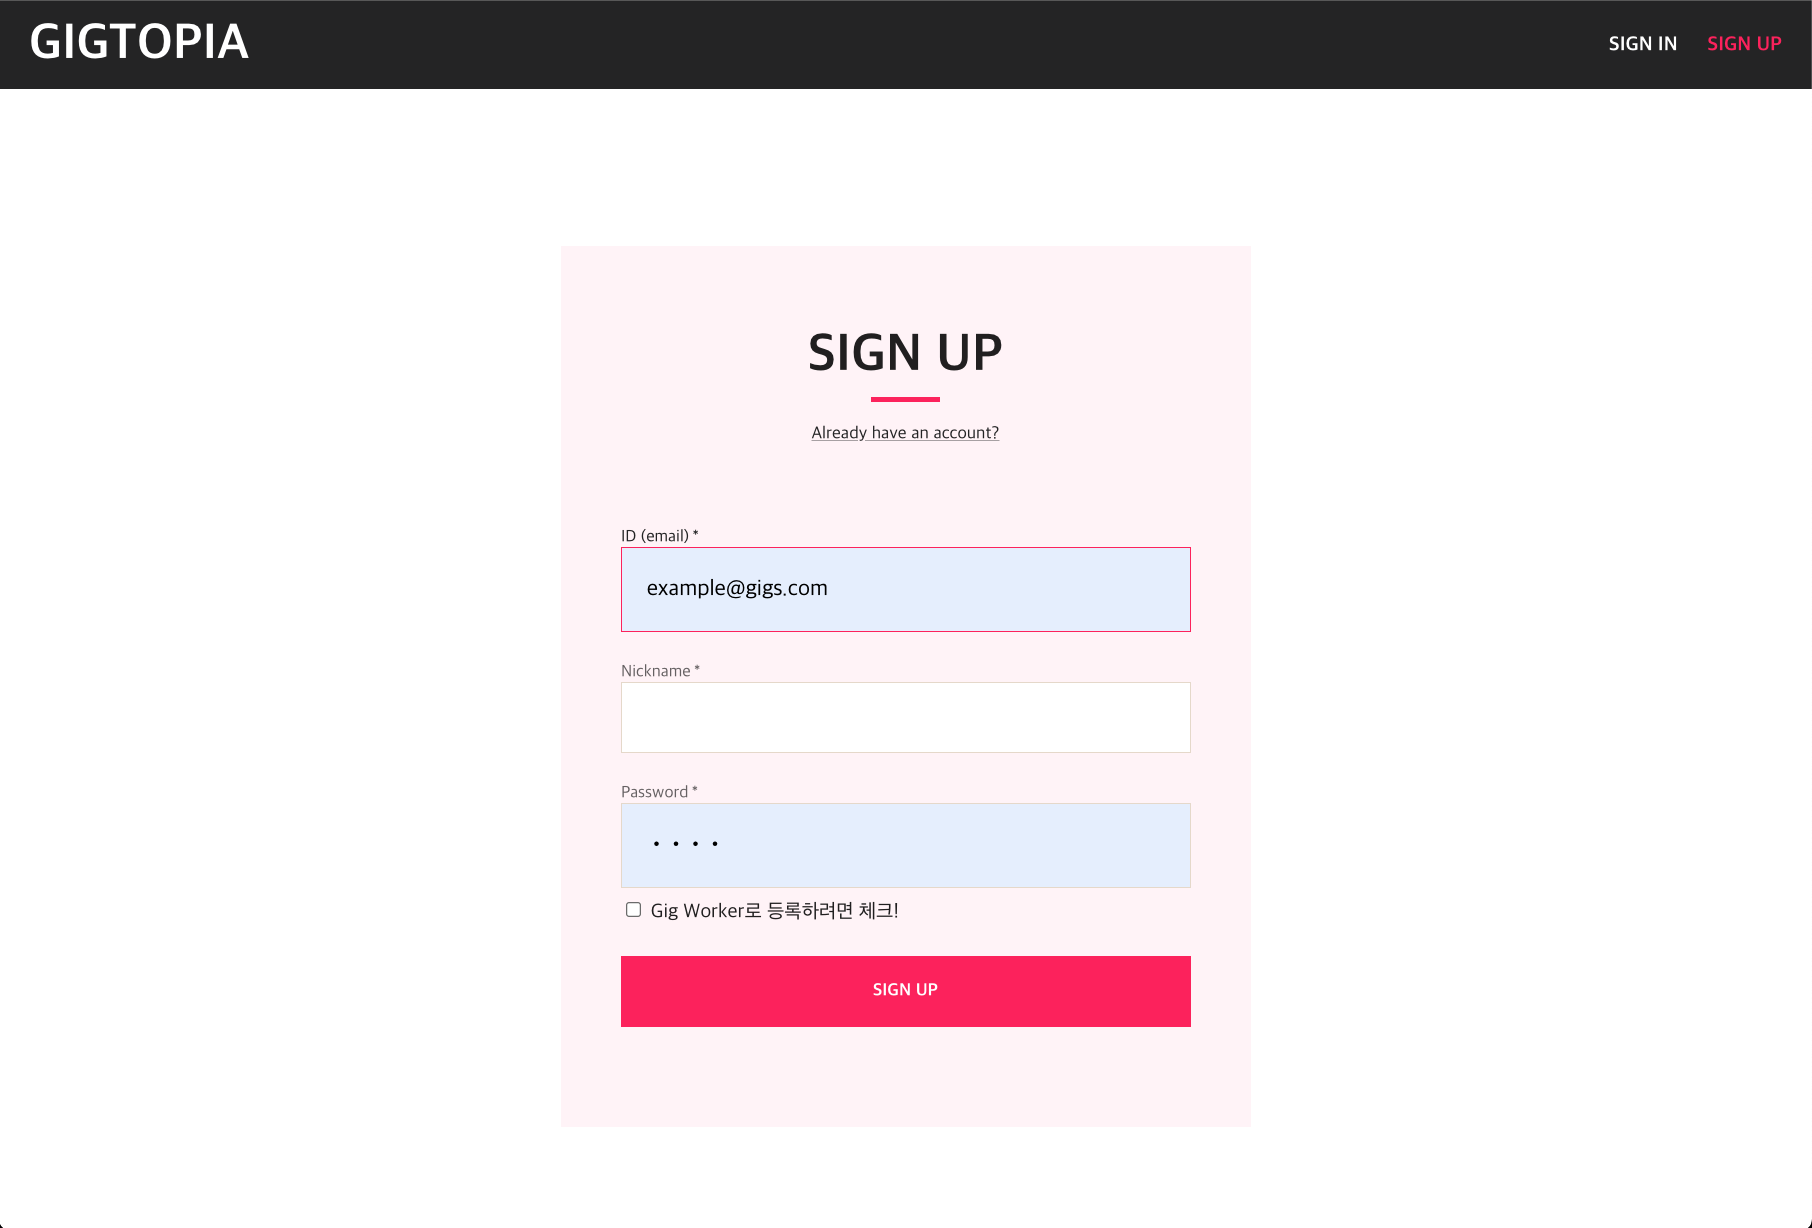 GIGTOPIA
SIGN IN SIGN UP
SIGN UP
Already have an account?
ID (email) *
example@gigs.com
Nickname *
Password *
• • • •
Gig Worker로 등록하려면 체크!
SIGN UP